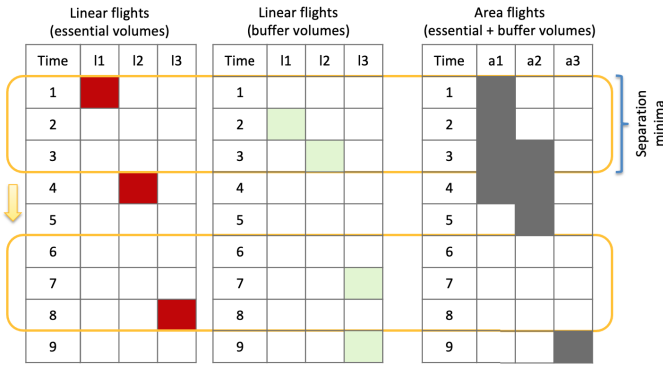 Linear flights
(essential volumes)
Linear flights
(buffer volumes)
Area flights
(essential + buffer volumes)
Time l1 l2 l3
Time l1 l2 l3
Time a1 a2 a3
1 1 1
2 2 2
3 3 3
4 4 4
5 5 5
6 6 6
7 7 7
8 8 8
9 9 9
Separation
minima